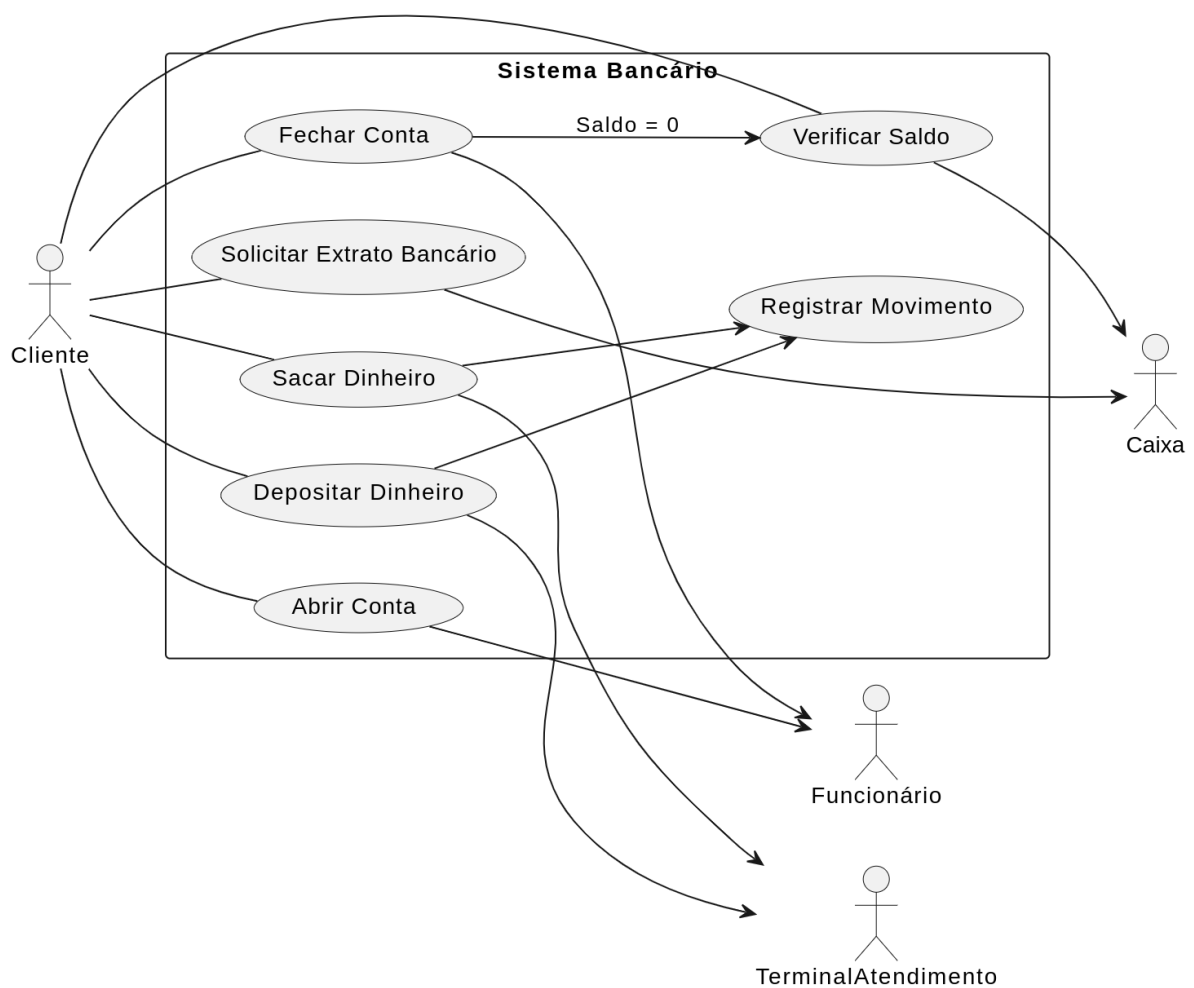 Sistema Bancário
Fechar Conta
Saldo = 0
Verificar Saldo
Solicitar Extrato Bancário
Registrar Movimento
Cliente
Sacar Dinheiro
Caixa
Depositar Dinheiro
Abrir Conta
Funcionário
TerminalAtendimento